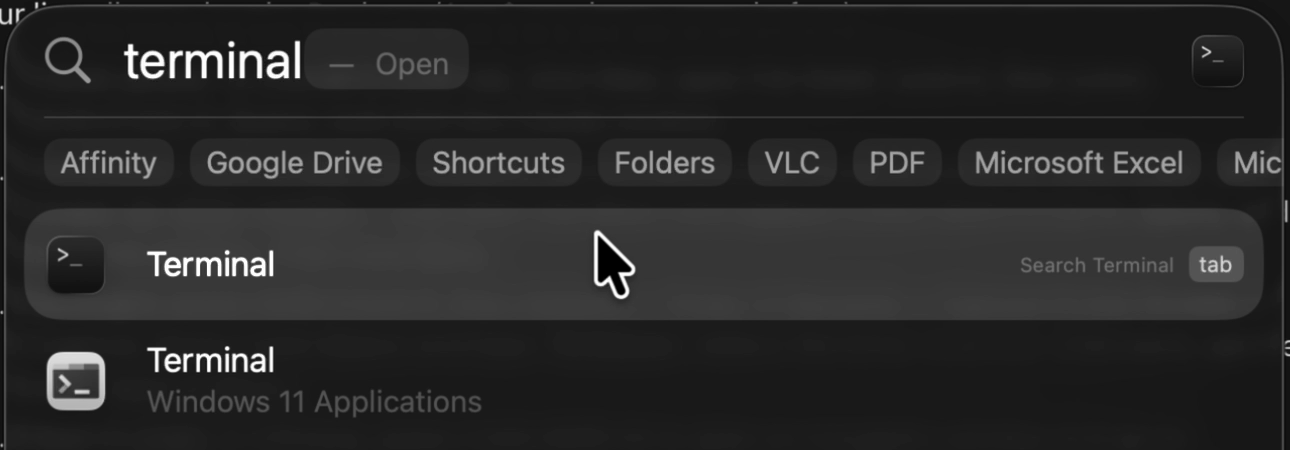 terminal — Open
Affinity Google Drive Shortcuts Folders VLC PDF Microsoft Excel Mic
Terminal Search Terminal tab
Terminal
Windows 11 Applications